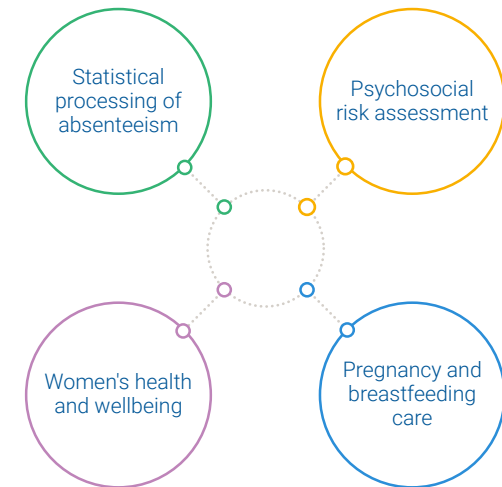 Statistical
processing of
absenteeism
Psychosocial
risk assessment
Women's health
and wellbeing
Pregnancy and
breastfeeding
care